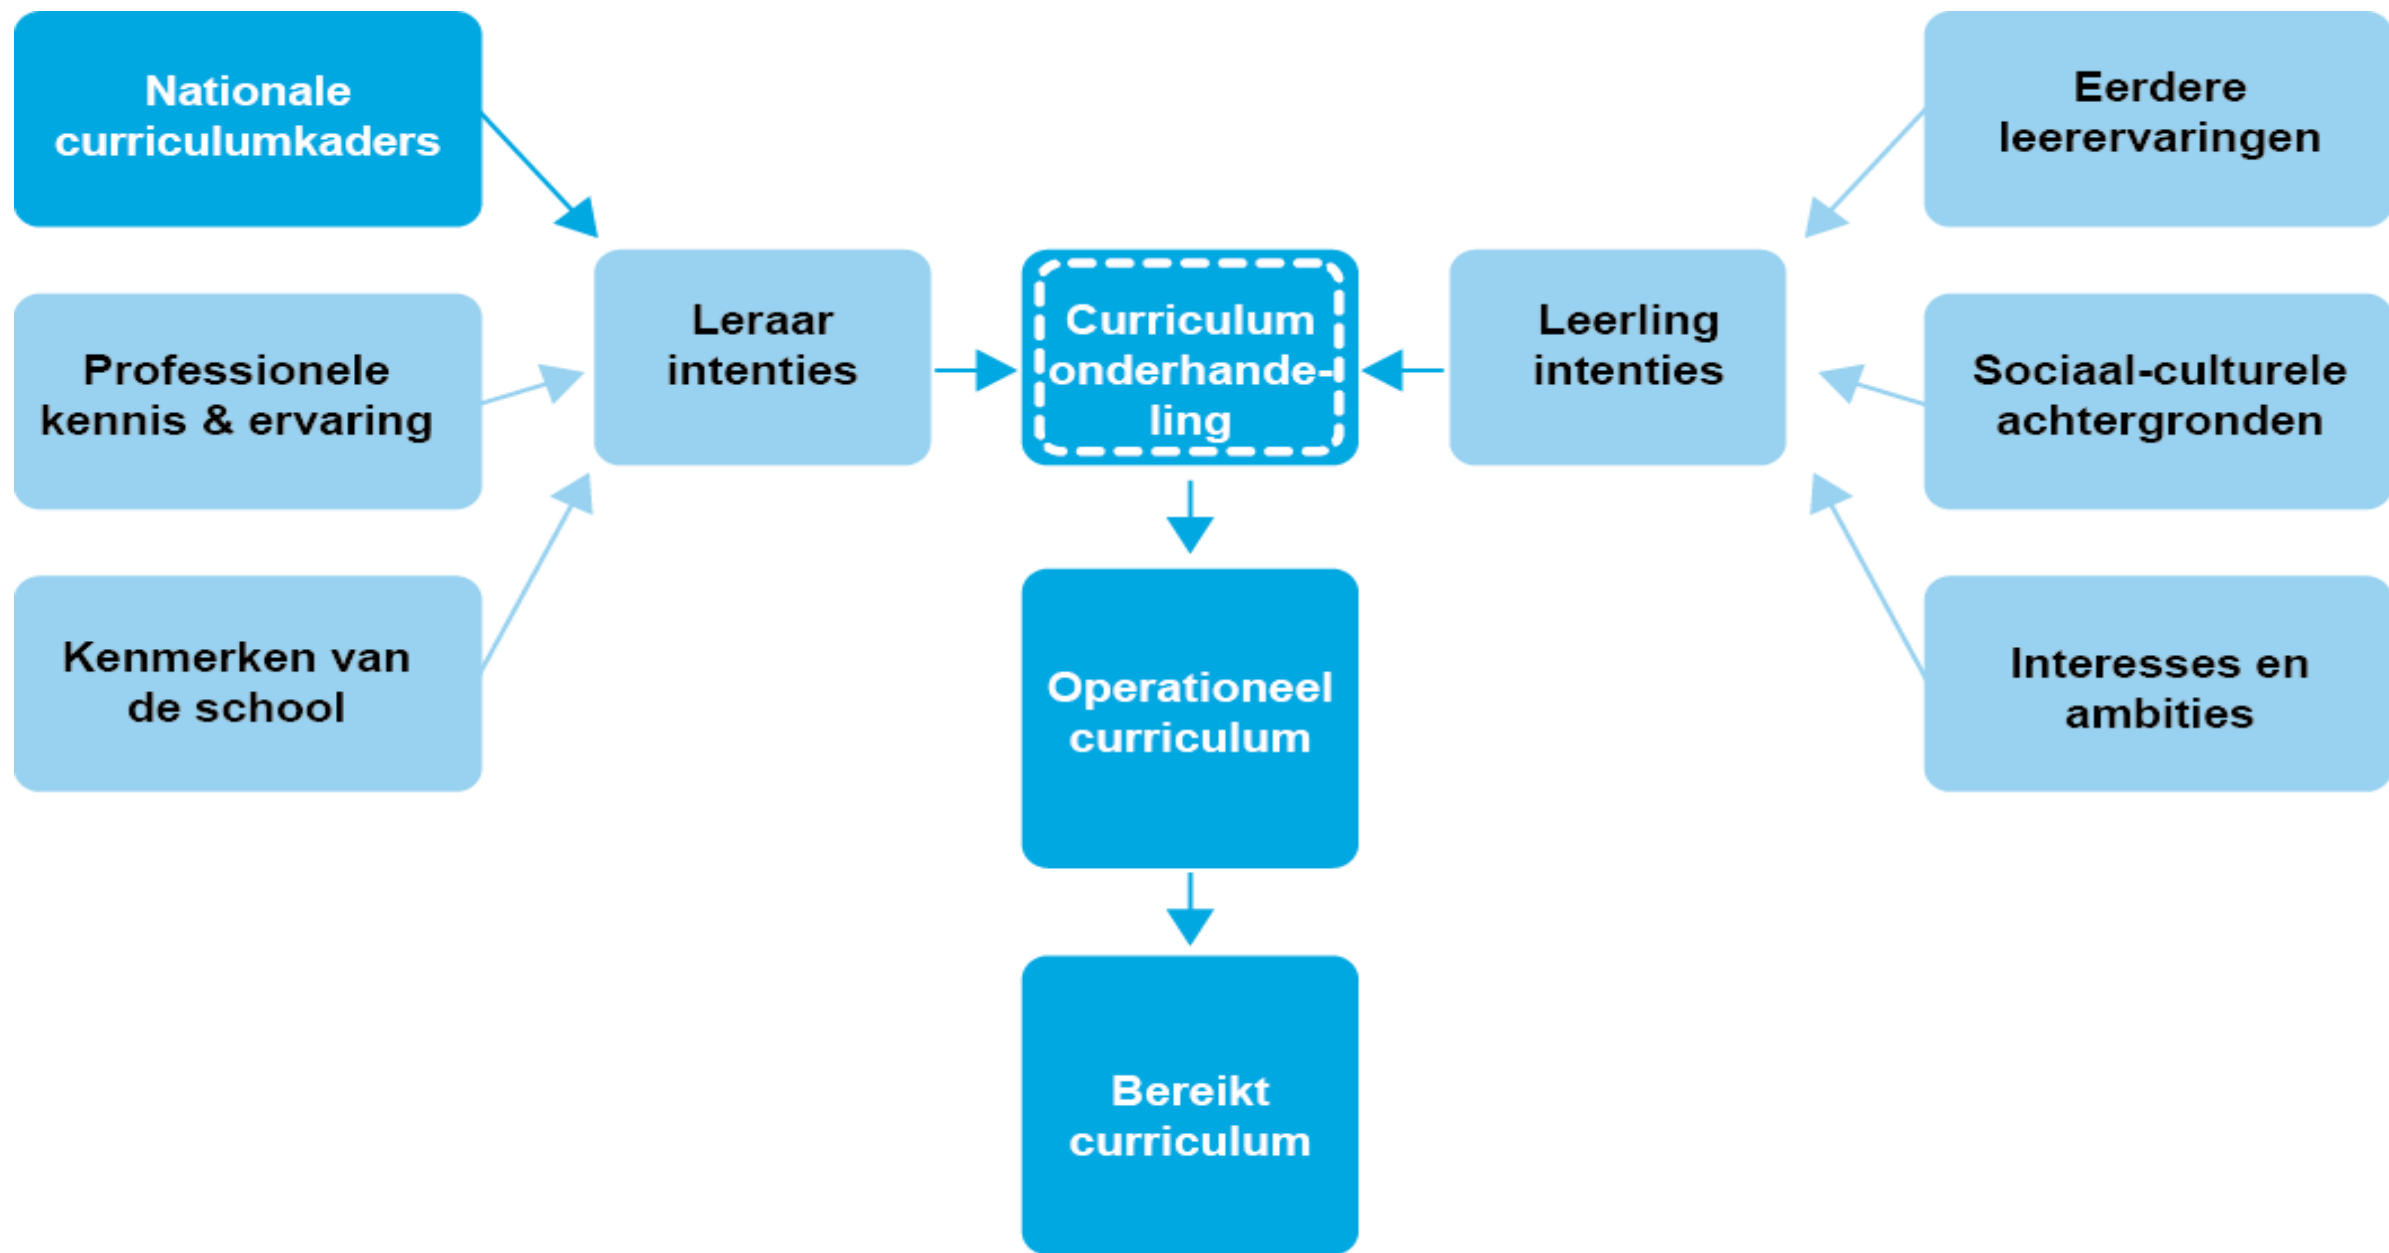 Nationale
curriculumkaders
Professionele
kennis & ervaring
Kenmerken van
de school
Leraar
intenties
Curriculum
onderhande-
ling
Leerling
intenties
Eerdere
leerervaringen
Sociaal-culturele
achtergronden
Interesses en
ambities
Operationeel
curriculum
Bereikt
curriculum